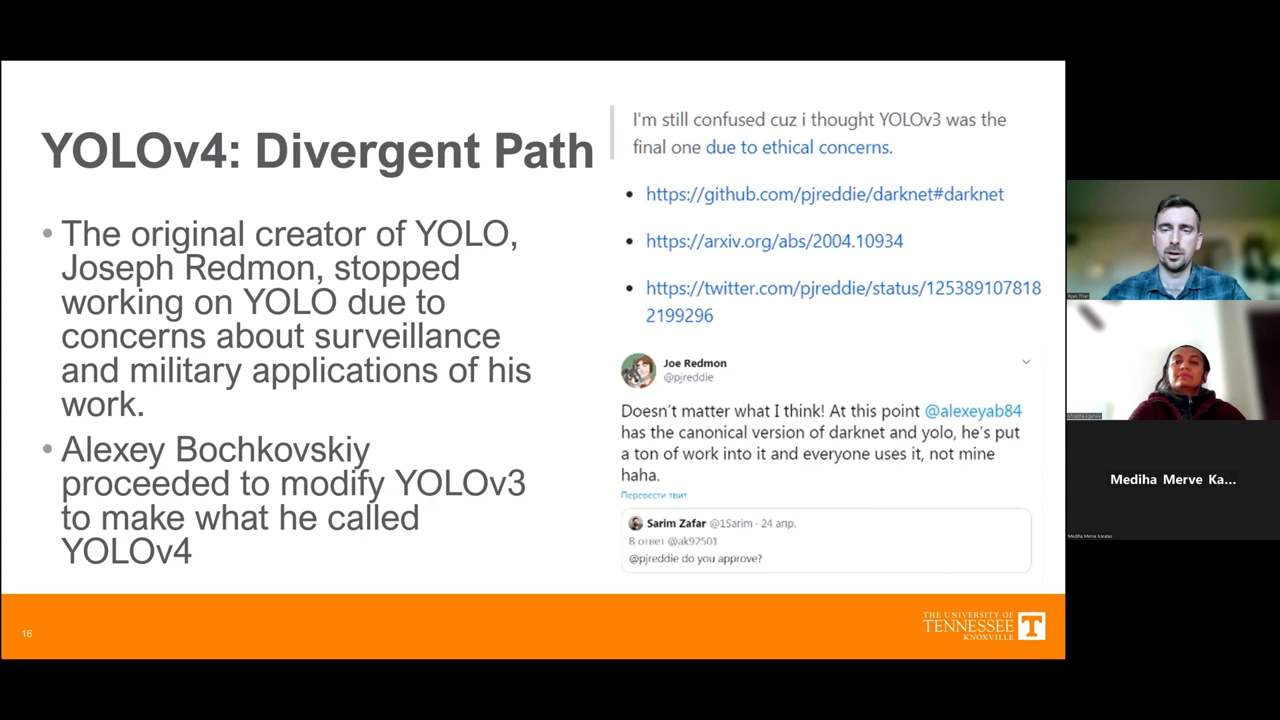 YOLOv4: Divergent Path
• The original creator of YOLO,
Joseph Redmon, stopped
working on YOLO due to
concerns about surveillance
and military applications of his
work.
• Alexey Bochkovskiy
proceeded to modify YOLOv3
to make what he called
YOLOv4
I'm still confused cuz i thought YOLOv3 was the
final one due to ethical concerns.
• https://github.com/pjreddie/darknet#darknet
• https://arxiv.org/abs/2004.10934
• https://twitter.com/pjreddie/status/125389107818
2199296
Joe Redmon
@pjreddie
Doesn't matter what I think! At this point @alexeyab84
has the canonical version of darknet and yolo, he's put
a ton of work into it and everyone uses it, not mine
haha.
Перевести твит
Sarim Zafar @1Sarim · 24 апр.
В ответ @ak92501
@pjreddie do you approve?
16
THE UNIVERSITY OF
TENNESSEE
KNOXVILLE
T
Mediha Merve Ka...
Mediha Merve Karatas